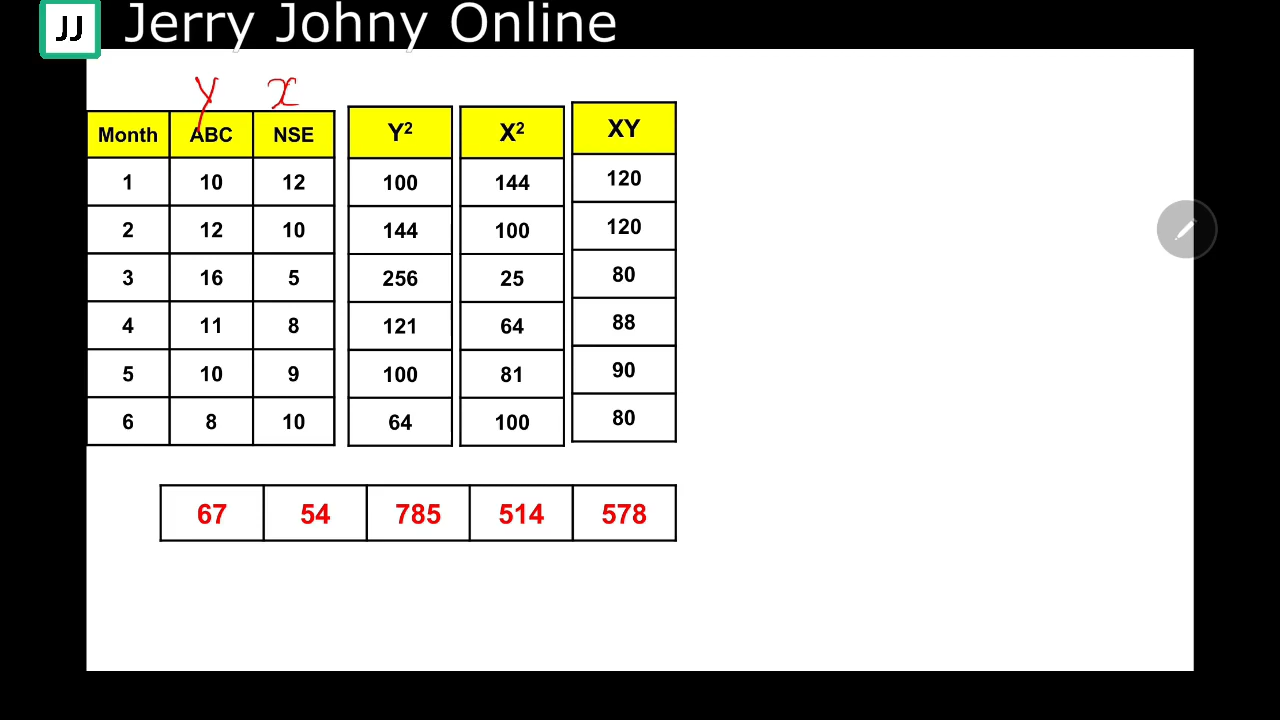 JJ Jerry Johny Online
Y x
Month ABC NSE Y² X² XY
1 10 12 100 144 120
2 12 10 144 100 120
3 16 5 256 25 80
4 11 8 121 64 88
5 10 9 100 81 90
6 8 10 64 100 80
67 54 785 514 578